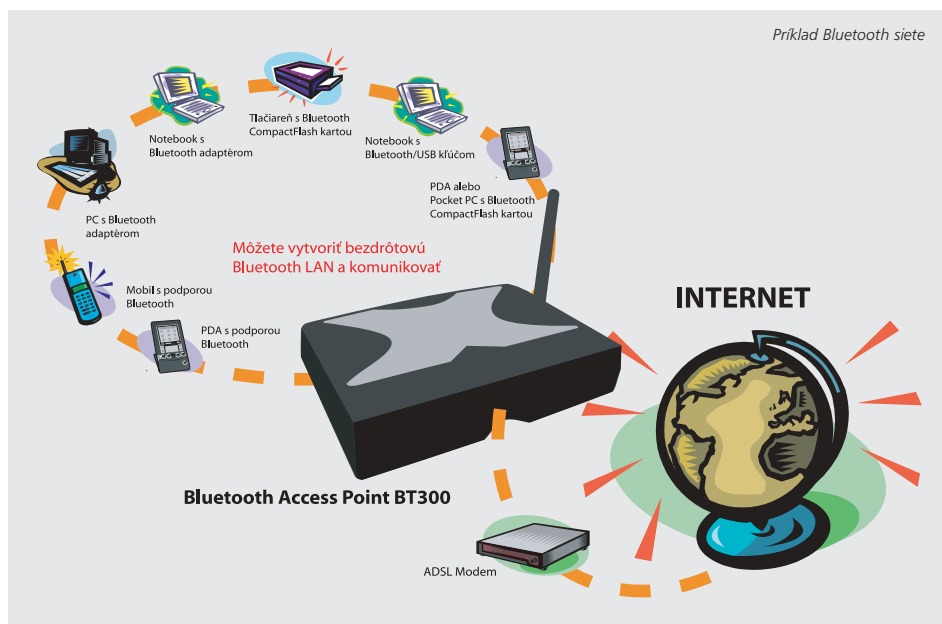 Príklad Bluetooth siete
Tlačiareň s Bluetooth
CompactFlash kartou
Notebook s
Bluetooth adaptérom
Notebook s
Bluetooth/USB kľúčom
PDA alebo
Pocket PC s Bluetooth
CompactFlash kartou
PC s Bluetooth
adaptérom
Môžete vytvoriť bezdrôtovú
Bluetooth LAN a komunikovať
Mobil s podporou
Bluetooth
PDA s podporou
Bluetooth
INTERNET
Bluetooth Access Point BT300
ADSL Modem